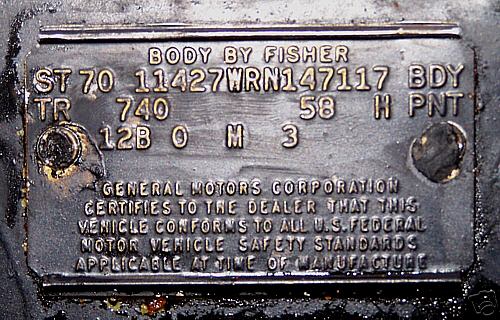 BODY BY FISHER
ST 70 11427WRN147117 BDY
TR 740 58 H PNT
12B O M 3
GENERAL MOTORS CORPORATION
CERTIFIES TO THE DEALER THAT THIS
VEHICLE CONFORMS TO ALL U.S. FEDERAL
MOTOR VEHICLE SAFETY STANDARDS
APPLICABLE AT TIME OF MANUFACTURE